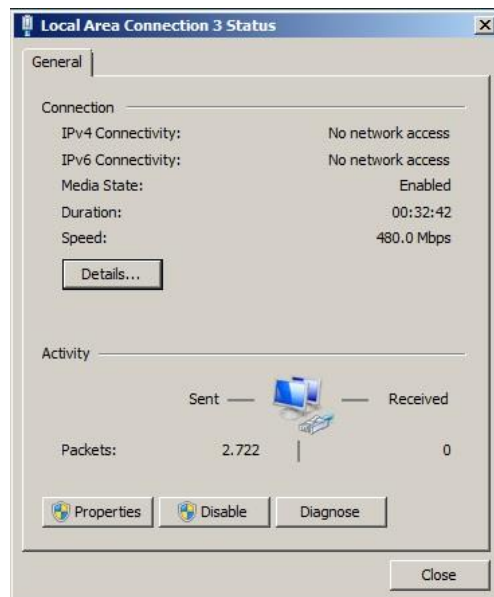 Local Area Connection 3 Status
General
Connection
IPv4 Connectivity: No network access
IPv6 Connectivity: No network access
Media State: Enabled
Duration: 00:32:42
Speed: 480.0 Mbps
Details...
Activity
Sent Received
Packets: 2.722 0
Properties Disable Diagnose
Close